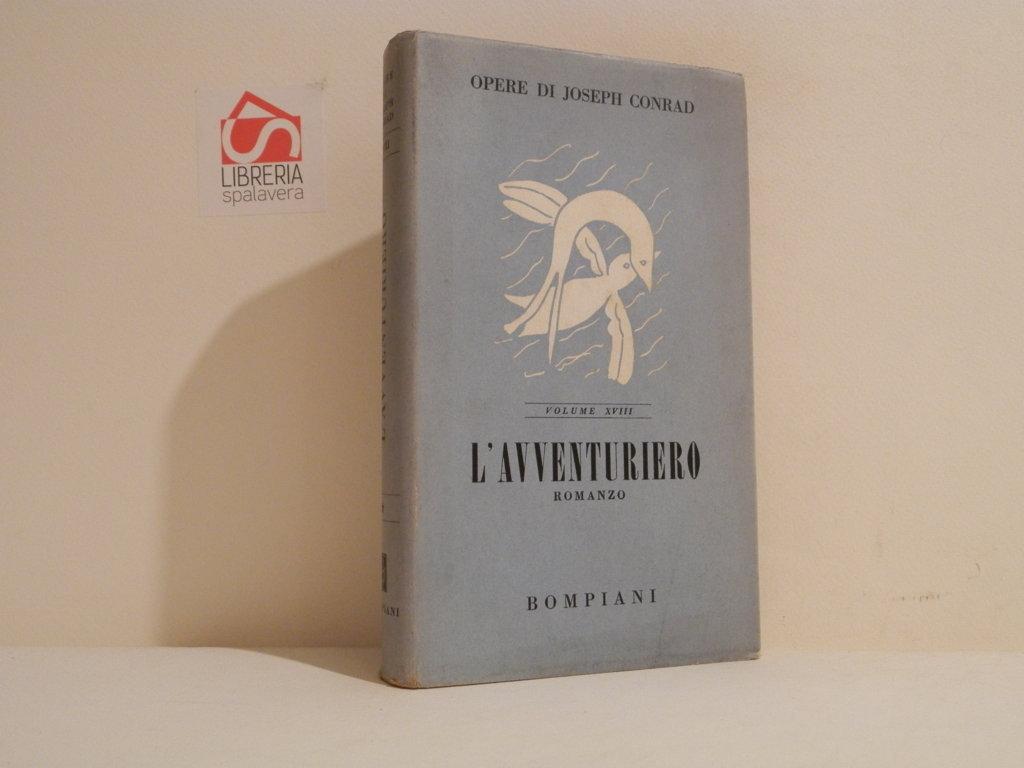 LIBRERIA
spalavera
OPERE DI JOSEPH CONRAD
VOLUME XVIII
L'AVVENTURIERO
ROMANZO
BOMPIANI